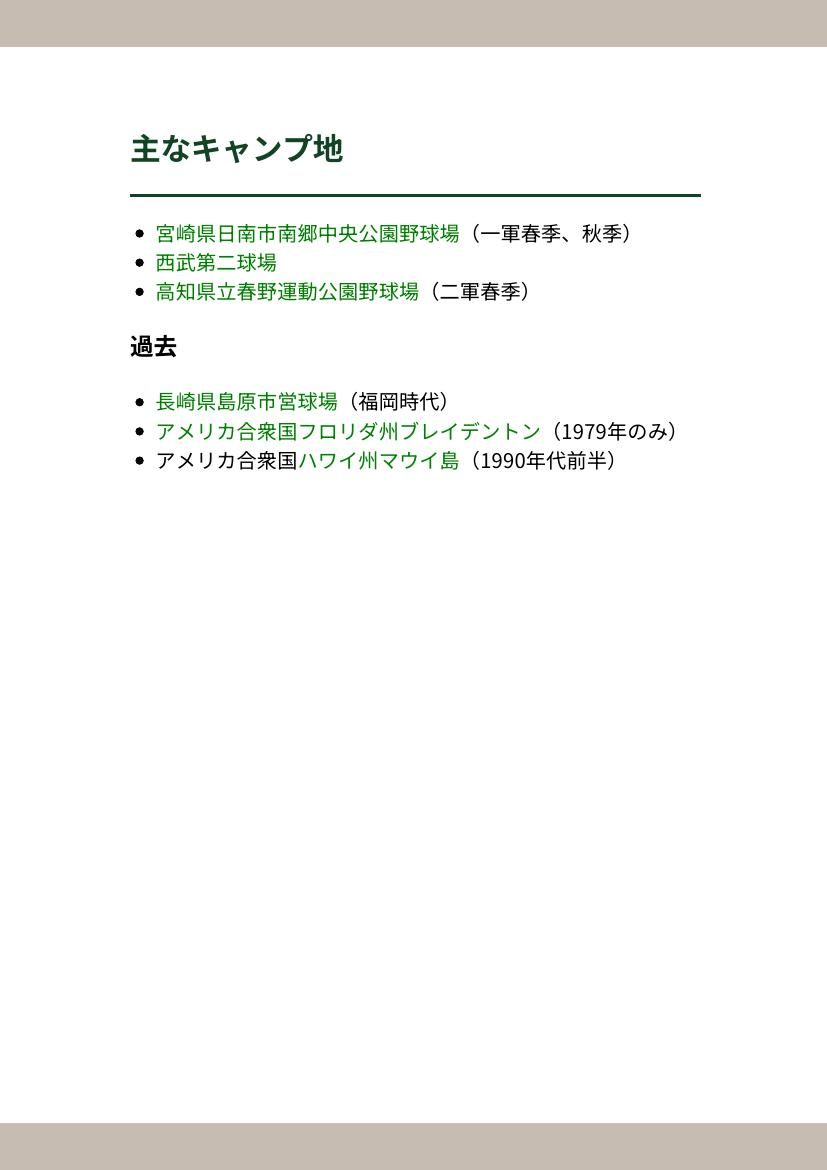 主なキャンプ地
宮崎県日南市南郷中央公園野球場（一軍春季、秋季）
西武第二球場
高知県立春野運動公園野球場（二軍春季）
過去
長崎県島原市営球場（福岡時代）
アメリカ合衆国フロリダ州ブレイデントン（1979年のみ）
アメリカ合衆国ハワイ州マウイ島（1990年代前半）